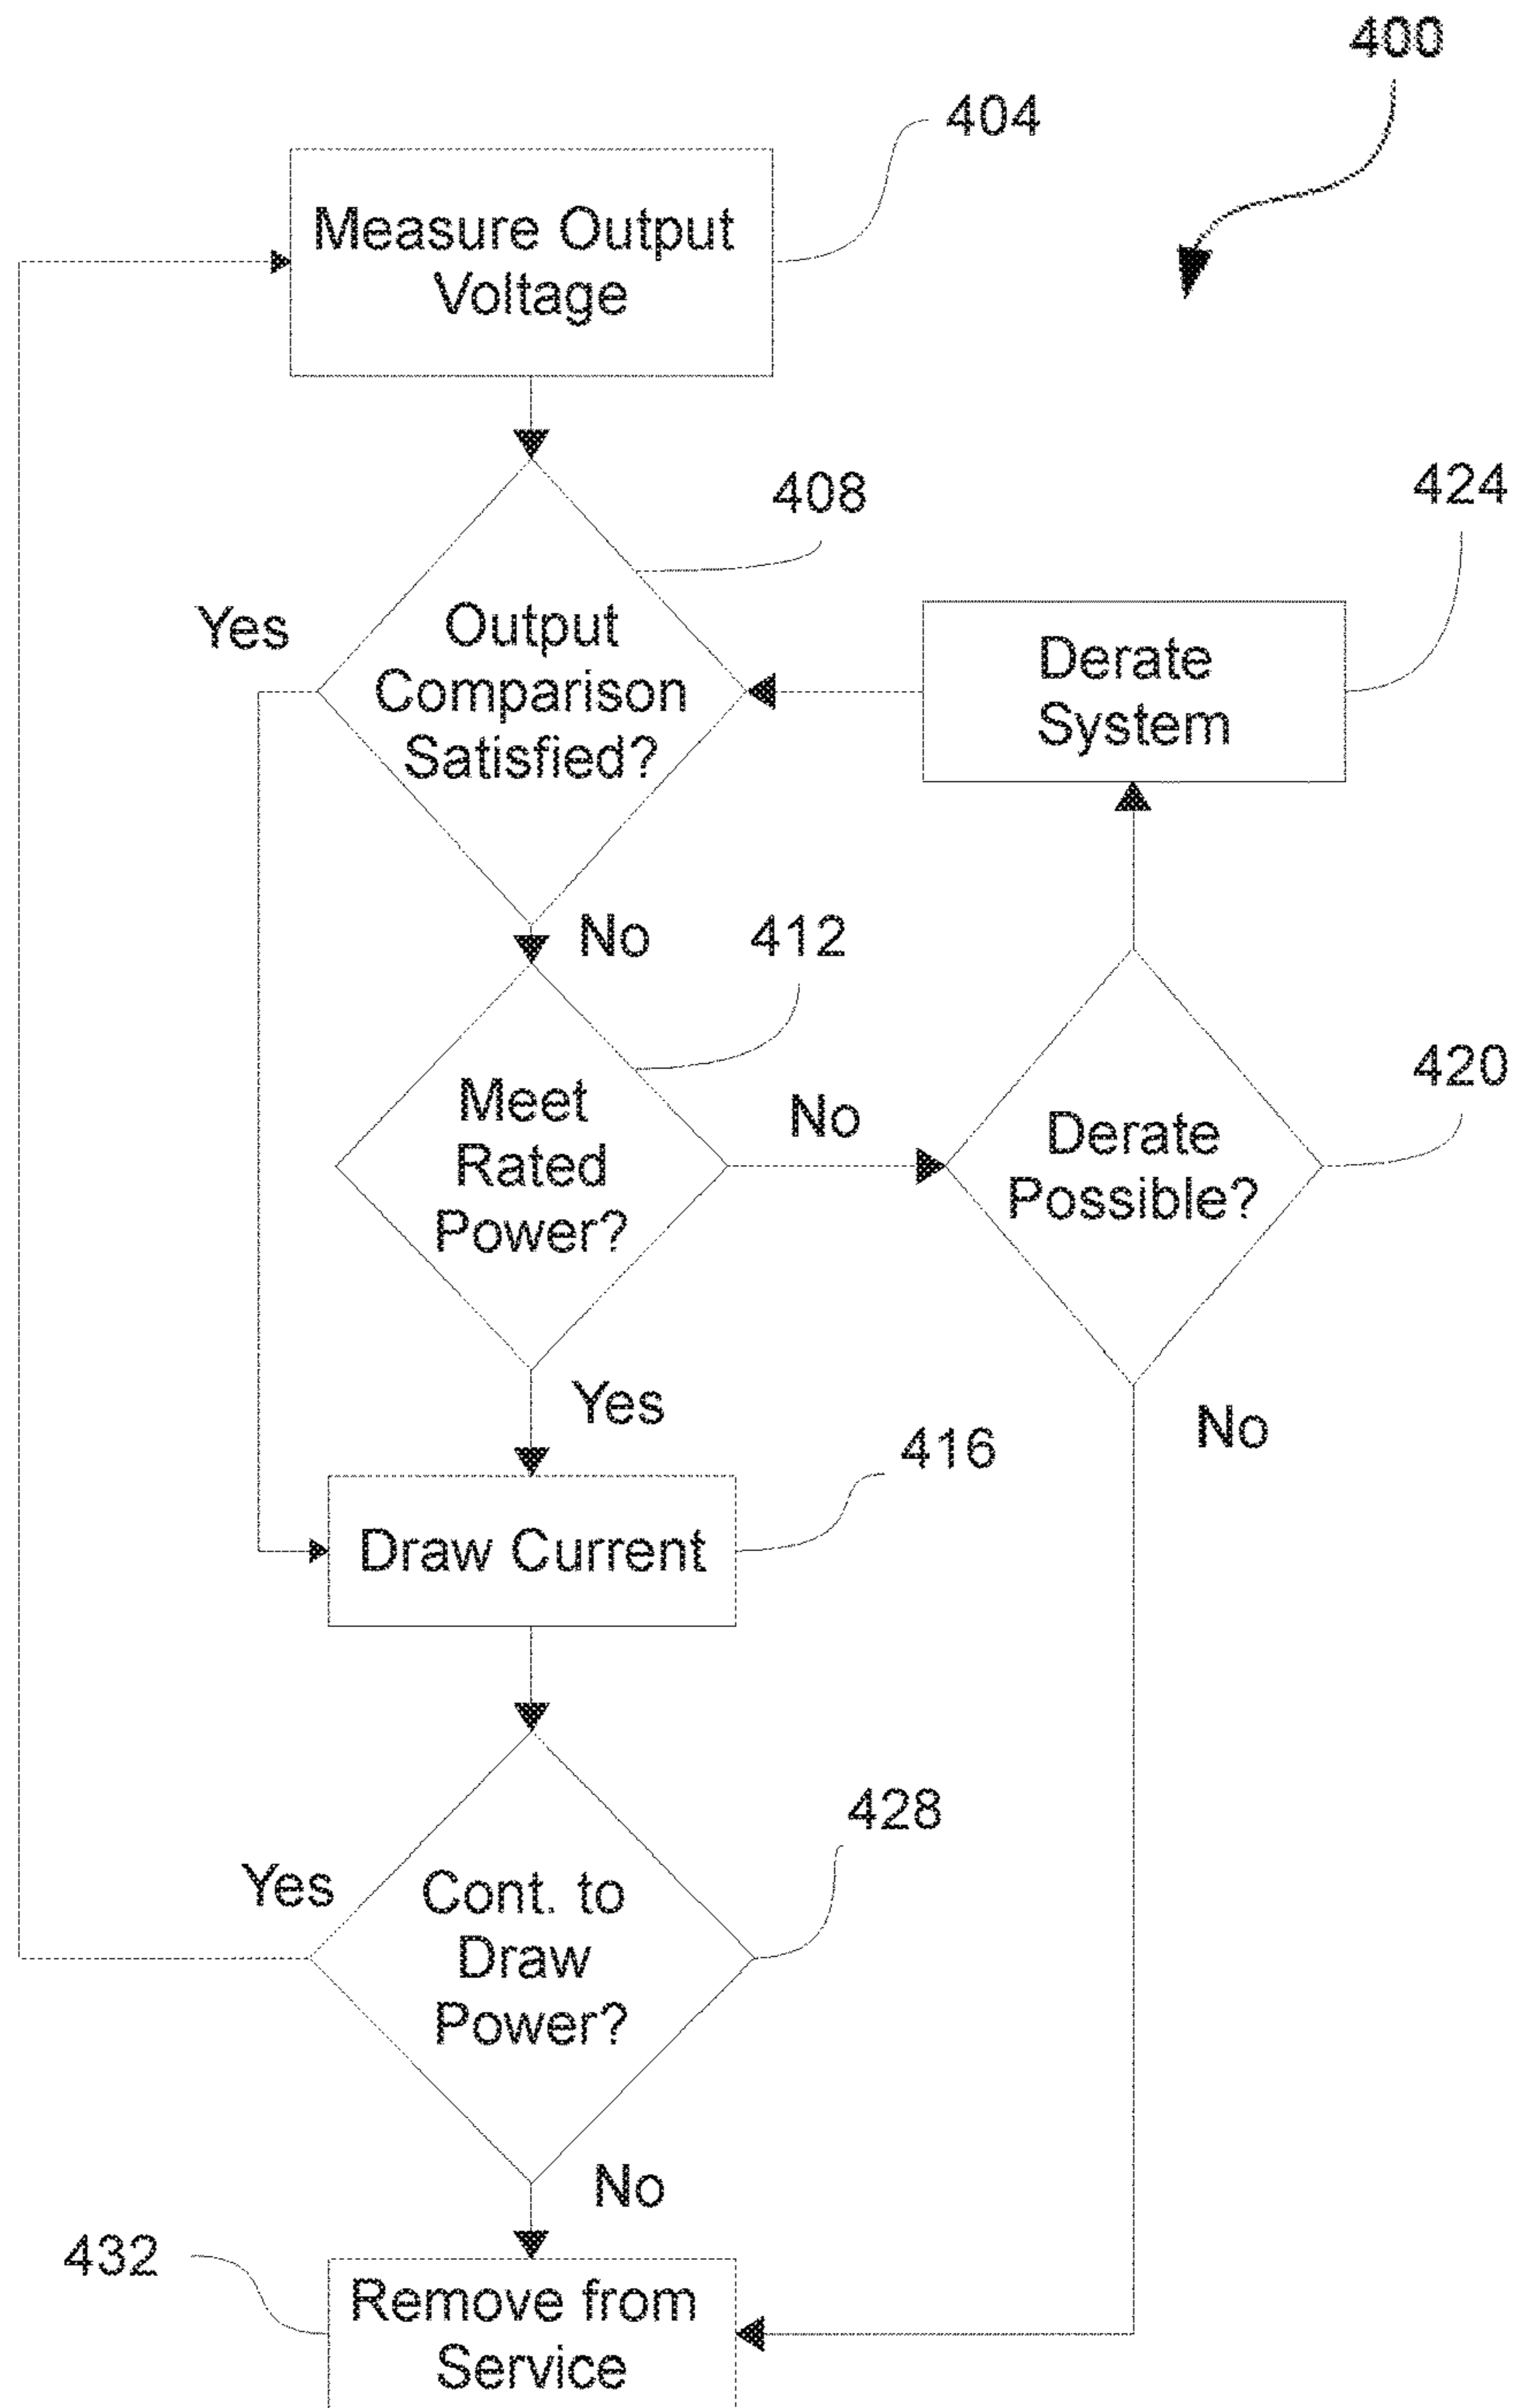 400
404
Measure Output
Voltage
408
424
Yes
Output
Comparison
Satisfied?
Derate
System
No
412
420
Meet
Rated
Power?
No
Derate
Possible?
Yes
No
416
Draw Current
428
Yes
Cont. to
Draw
Power?
No
432
Remove from
Service